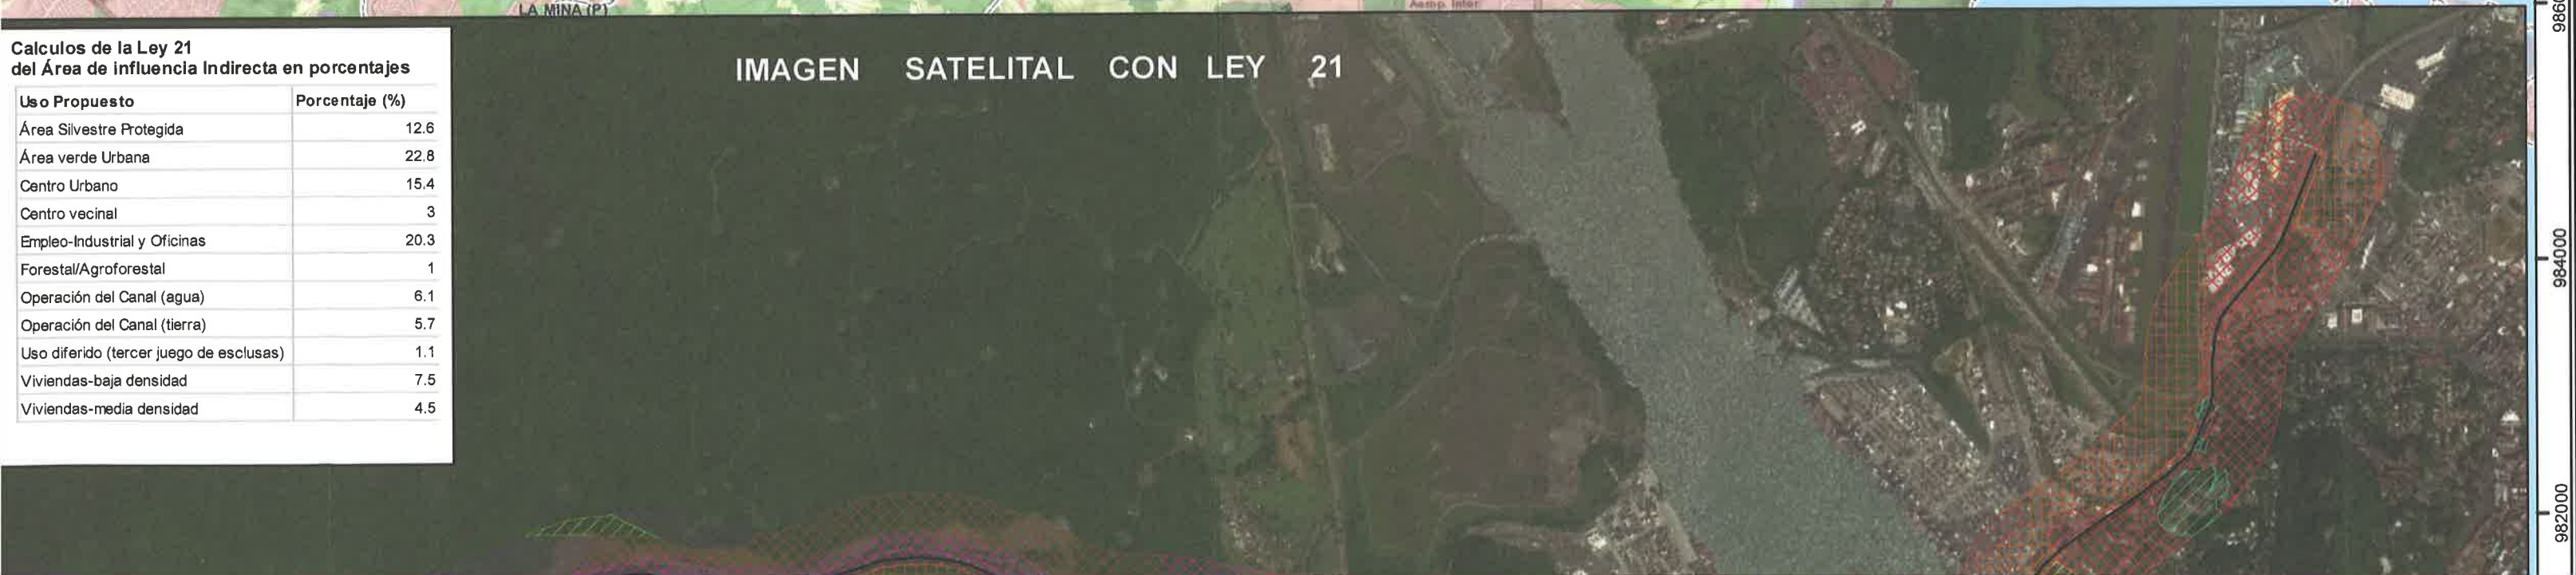 LA MINA (P)
Aerop. Inter
Calculos de la Ley 21
del Área de influencia Indirecta en porcentajes
Uso Propuesto Porcentaje (%)
Área Silvestre Protegida 12.6
Área verde Urbana 22.8
Centro Urbano 15.4
Centro vecinal 3
Empleo-Industrial y Oficinas 20.3
Forestal/Agroforestal 1
Operación del Canal (agua) 6.1
Operación del Canal (tierra) 5.7
Uso diferido (tercer juego de esclusas) 1.1
Viviendas-baja densidad 7.5
Viviendas-media densidad 4.5
IMAGEN SATELITAL CON LEY 21
984000
982000